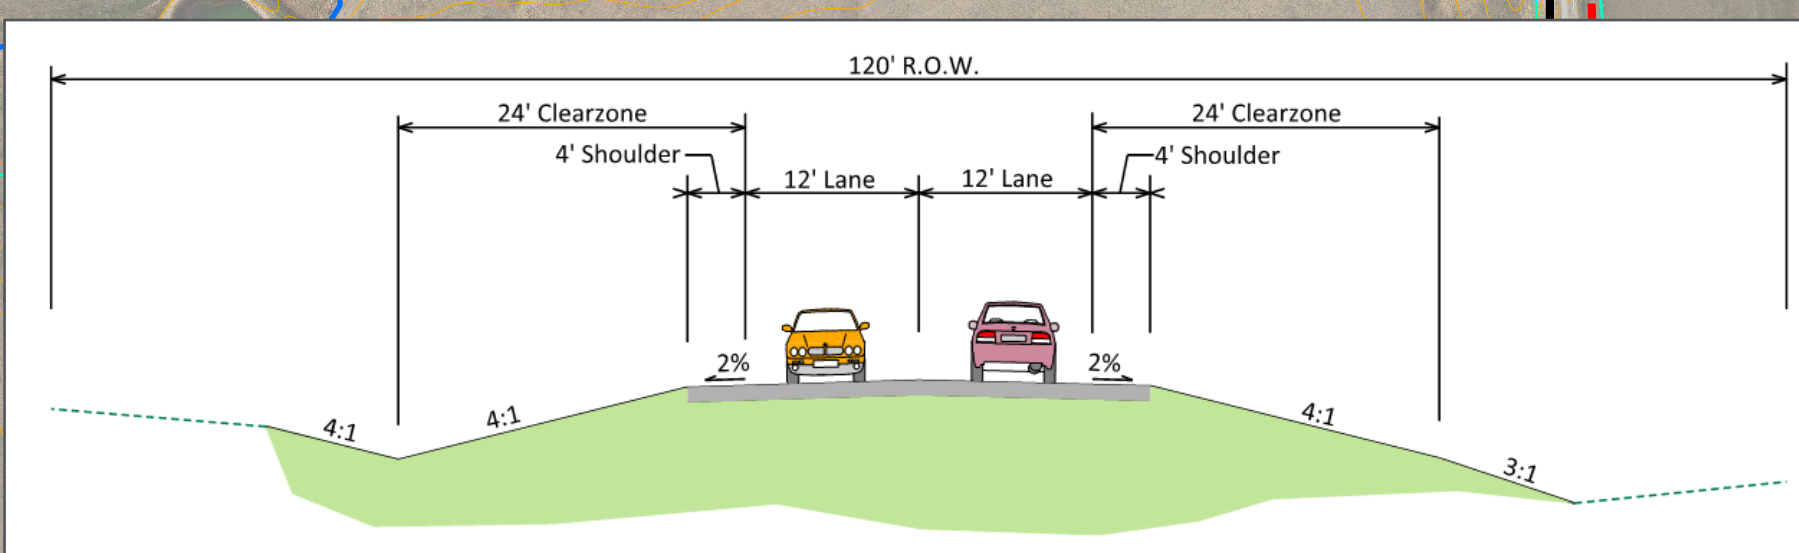 120' R.O.W.
24' Clearzone
24' Clearzone
4' Shoulder
4' Shoulder
12' Lane
12' Lane
2%
2%
4:1
4:1
4:1
3:1